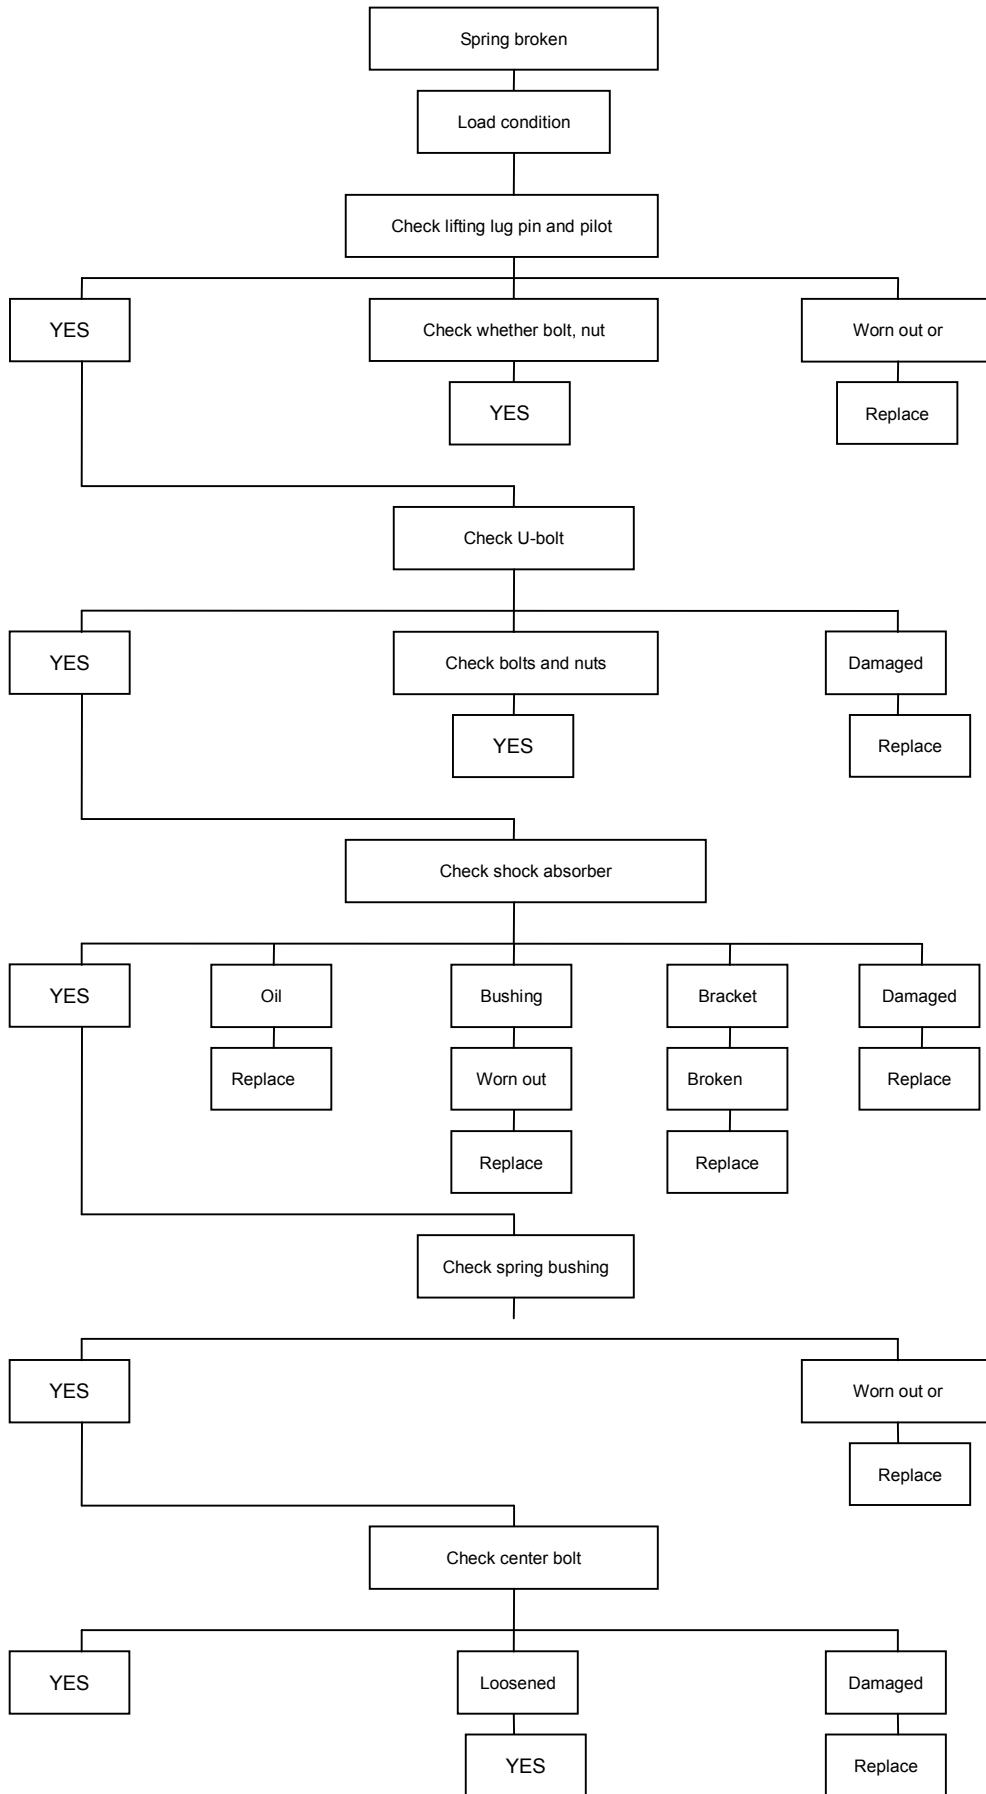 Spring broken
Load condition
Check lifting lug pin and pilot
YES
Check whether bolt, nut
Worn out or
YES
Replace
Check U-bolt
YES
Check bolts and nuts
Damaged
YES
Replace
Check shock absorber
YES
Oil
Bushing
Bracket
Damaged
Replace
Worn out
Broken
Replace
Replace
Replace
Check spring bushing
YES
Worn out or
Replace
Check center bolt
YES
Loosened
Damaged
YES
Replace